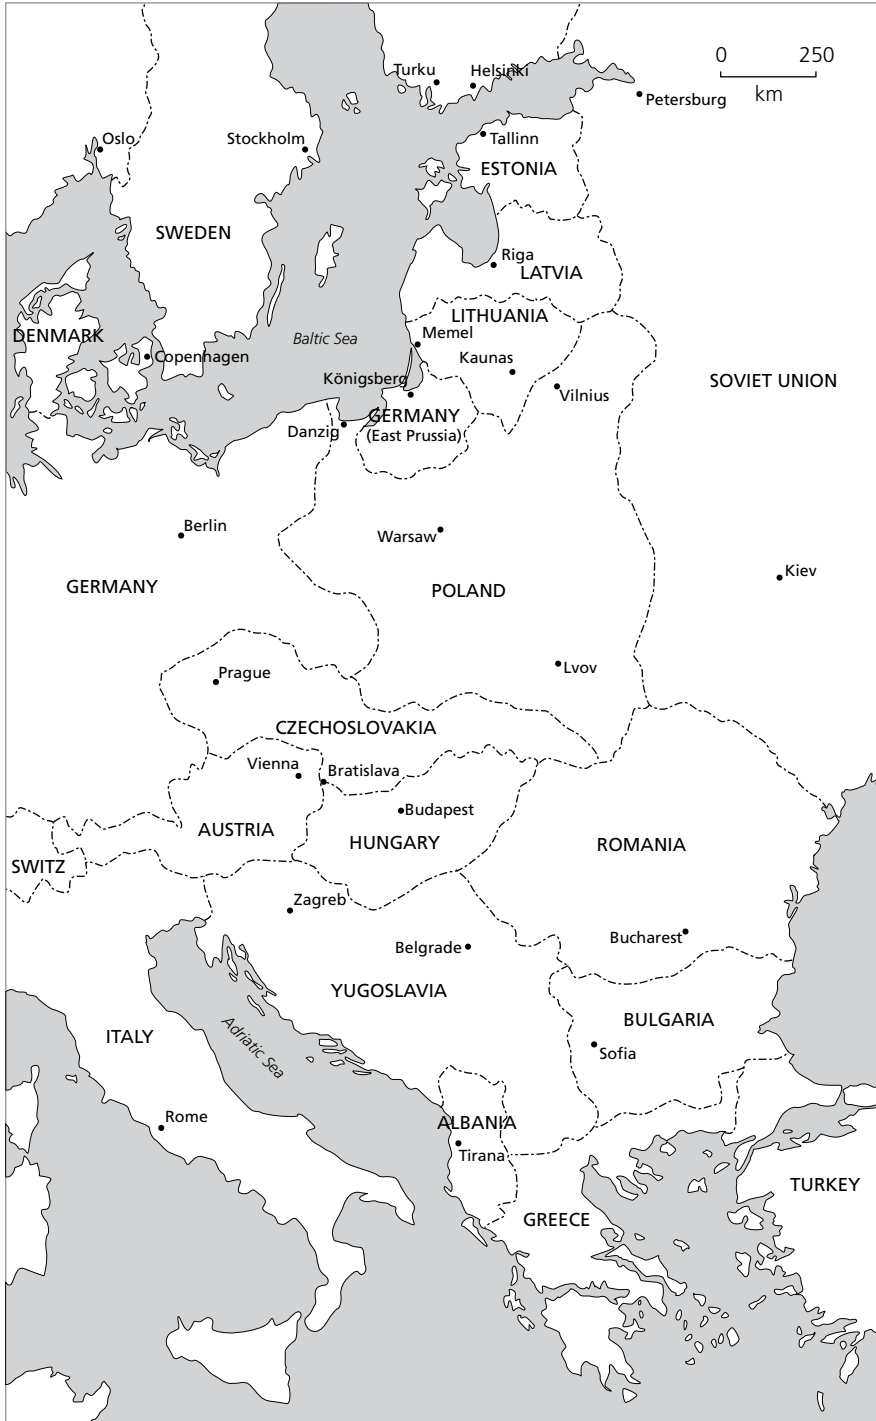 Turku
Helsinki
0 250
km
Petersburg
Oslo
Stockholm
Tallinn
ESTONIA
SWEDEN
Riga
LATVIA
LITHUANIA
DENMARK
Baltic Sea
Memel
Copenhagen
Kaunas
Königsberg
SOVIET UNION
Vilnius
GERMANY
(East Prussia)
Danzig
Berlin
Warsaw
Kiev
GERMANY
POLAND
Lvov
Prague
CZECHOSLOVAKIA
Vienna
Bratislava
Budapest
AUSTRIA
HUNGARY
ROMANIA
SWITZ
Zagreb
Bucharest
Belgrade
YUGOSLAVIA
BULGARIA
ITALY
Adriatic Sea
Sofia
Rome
ALBANIA
Tirana
TURKEY
GREECE